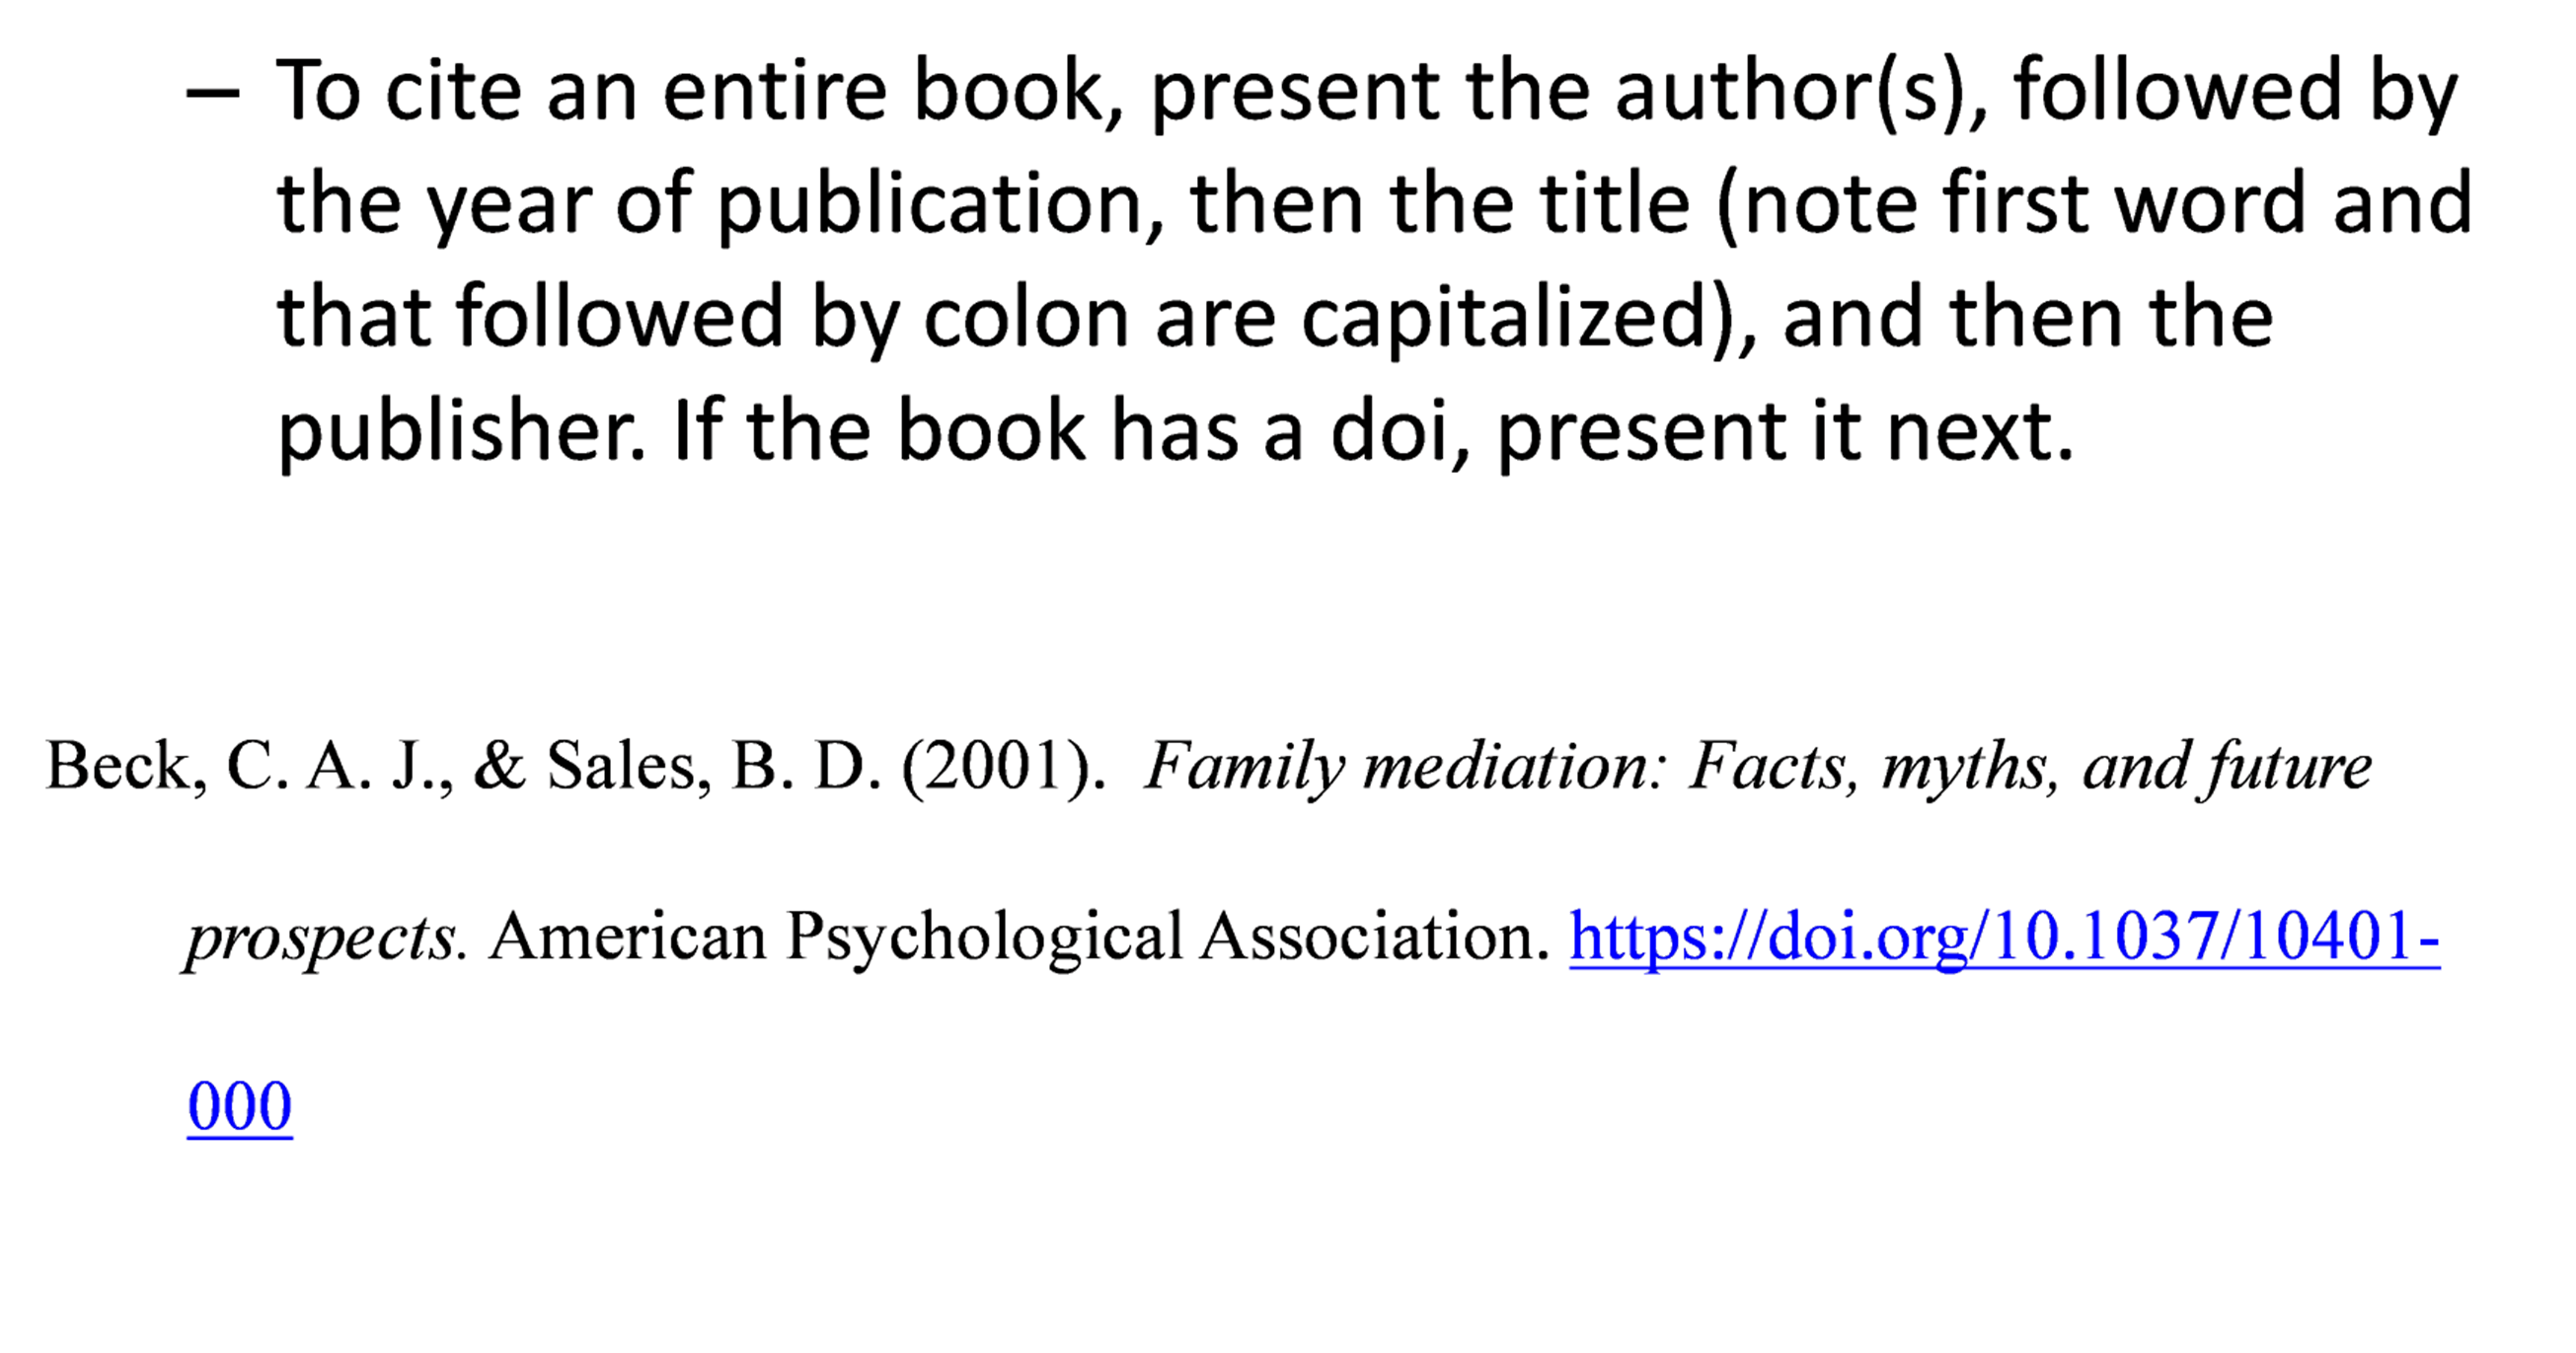 – To cite an entire book, present the author(s), followed by
the year of publication, then the title (note first word and
that followed by colon are capitalized), and then the
publisher. If the book has a doi, present it next.
Beck, C. A. J., & Sales, B. D. (2001).  Family mediation: Facts, myths, and future
prospects. American Psychological Association. https://doi.org/10.1037/10401-
000